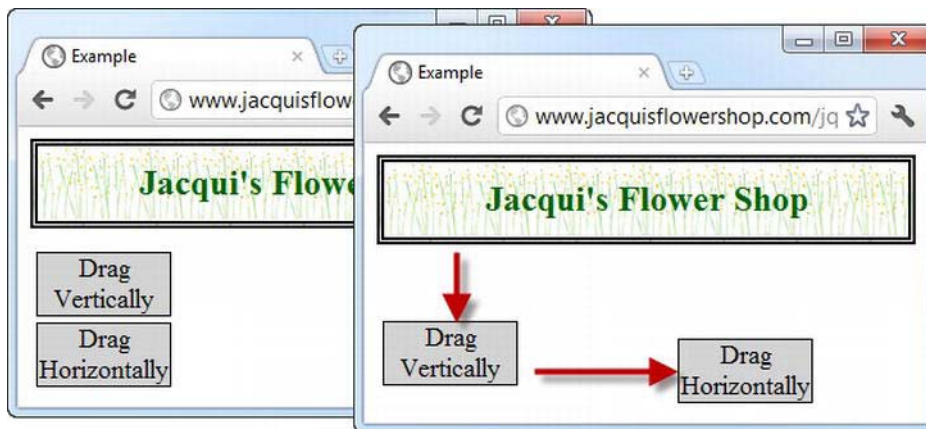 Example
www.jacquisflow
Jacqui's Flowe
Drag
Vertically
Drag
Horizontally
Example
www.jacquisflowershop.com/jq
Jacqui's Flower Shop
Drag
Vertically
Drag
Horizontally